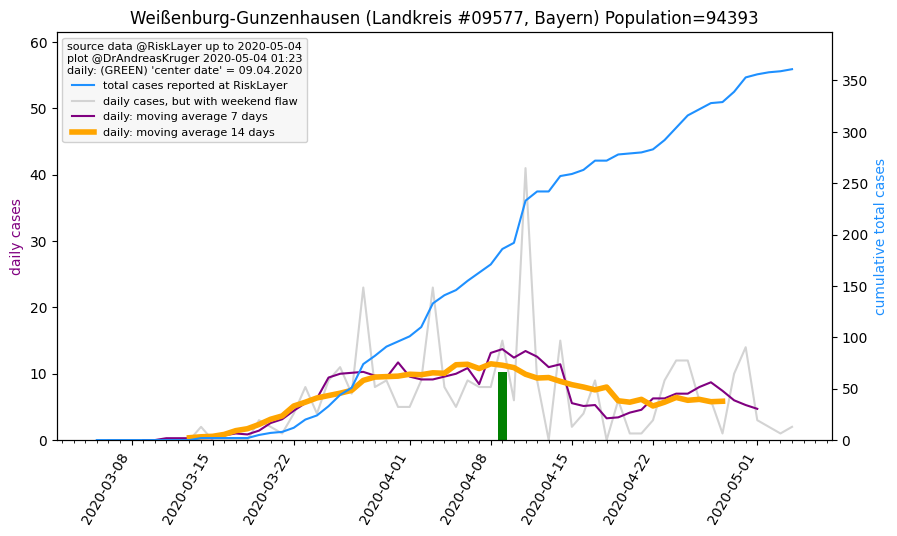 Weißenburg-Gunzenhausen (Landkreis #09577, Bayern) Population=94393
source data @RiskLayer up to 2020-05-04
plot @DrAndreasKruger 2020-05-04 01:23
daily: (GREEN) 'center date' = 09.04.2020
total cases reported at RiskLayer
daily cases, but with weekend flaw
daily: moving average 7 days
daily: moving average 14 days
daily cases
60
50
40
30
20
10
0
cumulative total cases
350
300
250
200
150
100
50
0
2020-03-08
2020-03-15
2020-03-22
2020-04-01
2020-04-08
2020-04-15
2020-04-22
2020-05-01